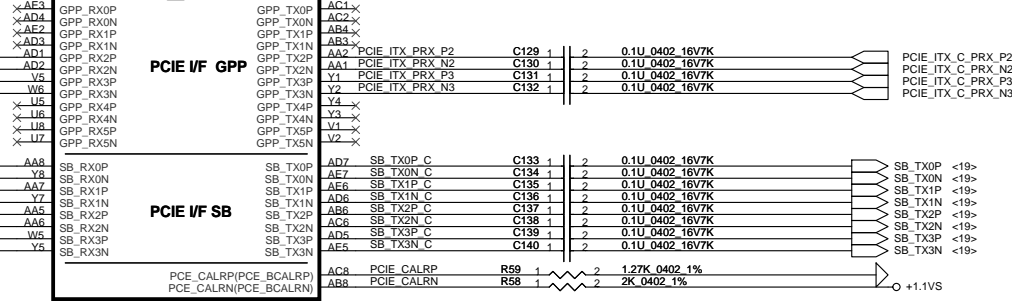 AE3 GPP_RX0P GPP_TX0P AC1
AD4 GPP_RX0N GPP_TX0N AC2
AE2 GPP_RX1P GPP_TX1P AB4
AD3 GPP_RX1N GPP_TX1N AB3
AD1 GPP_RX2P GPP_TX2P AA2 PCIE_ITX_PRX_P2 C129 1 2 0.1U_0402_16V7K PCIE_ITX_C_PRX_P2
AD2 GPP_RX2N PCIE I/F GPP GPP_TX2N AA1 PCIE_ITX_PRX_N2 C130 1 2 0.1U_0402_16V7K PCIE_ITX_C_PRX_N2
V5 GPP_RX3P GPP_TX3P Y1 PCIE_ITX_PRX_P3 C131 1 2 0.1U_0402_16V7K PCIE_ITX_C_PRX_P3
W6 GPP_RX3N GPP_TX3N Y2 PCIE_ITX_PRX_N3 C132 1 2 0.1U_0402_16V7K PCIE_ITX_C_PRX_N3
U5 GPP_RX4P GPP_TX4P Y4
U6 GPP_RX4N GPP_TX4N Y3
U8 GPP_RX5P GPP_TX5P V1
U7 GPP_RX5N GPP_TX5N V2
AA8 SB_RX0P SB_TX0P AD7 SB_TX0P_C C133 1 2 0.1U_0402_16V7K SB_TX0P <19>
Y8 SB_RX0N SB_TX0N AE7 SB_TX0N_C C134 1 2 0.1U_0402_16V7K SB_TX0N <19>
AA7 SB_RX1P SB_TX1P AE6 SB_TX1P_C C135 1 2 0.1U_0402_16V7K SB_TX1P <19>
Y7 SB_RX1N SB_TX1N AD6 SB_TX1N_C C136 1 2 0.1U_0402_16V7K SB_TX1N <19>
AA5 SB_RX2P PCIE I/F SB SB_TX2P AB6 SB_TX2P_C C137 1 2 0.1U_0402_16V7K SB_TX2P <19>
AA6 SB_RX2N SB_TX2N AC6 SB_TX2N_C C138 1 2 0.1U_0402_16V7K SB_TX2N <19>
W5 SB_RX3P SB_TX3P AD5 SB_TX3P_C C139 1 2 0.1U_0402_16V7K SB_TX3P <19>
Y5 SB_RX3N SB_TX3N AE5 SB_TX3N_C C140 1 2 0.1U_0402_16V7K SB_TX3N <19>
PCE_CALRP(PCE_BCALRP) AC8 PCIE_CALRP R59 1 2 1.27K_0402_1%
PCE_CALRN(PCE_BCALRN) AB8 PCIE_CALRN R58 1 2 2K_0402_1% +1.1VS